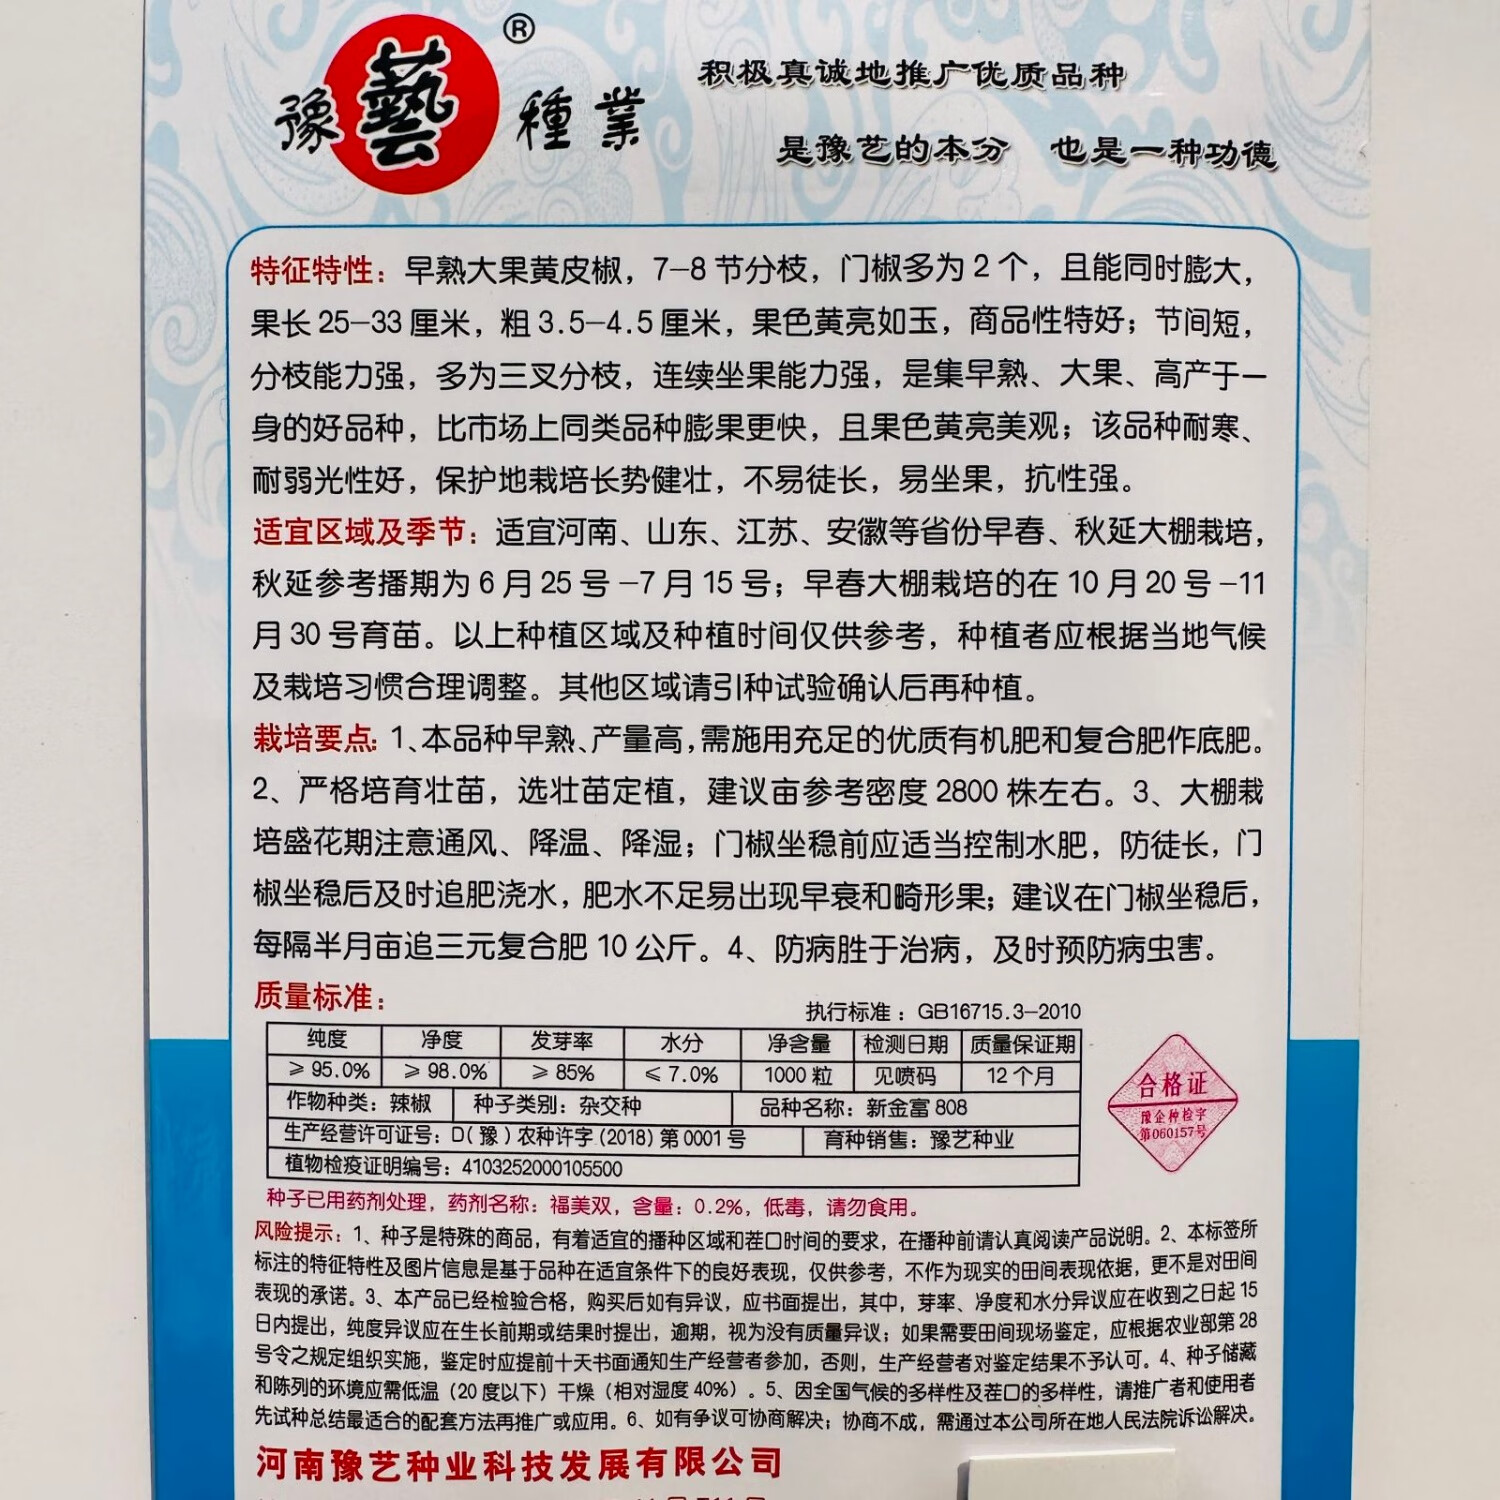 豫藝種業®
积极真诚地推广优质品种
是豫艺的本分 也是一种功德
特征特性：早熟大果黄皮椒，7-8节分枝，门椒多为2个，且能同时膨大，
果长25-33厘米，粗3.5-4.5厘米，果色黄亮如玉，商品性特好；节间短，
分枝能力强，多为三叉分枝，连续坐果能力强，是集早熟、大果、高产于一
身的好品种，比市场上同类品种膨果更快，且果色黄亮美观；该品种耐寒、
耐弱光性好，保护地栽培长势健壮，不易徒长，易坐果，抗性强。
适宜区域及季节：适宜河南、山东、江苏、安徽等省份早春、秋延大棚栽培，
秋延参考播期为6月25号-7月15号；早春大棚栽培的在10月20号-11
月30号育苗。以上种植区域及种植时间仅供参考，种植者应根据当地气候
及栽培习惯合理调整。其他区域请引种试验确认后再种植。
栽培要点：1、本品种早熟、产量高，需施用充足的优质有机肥和复合肥作底肥。
2、严格培育壮苗，选壮苗定植，建议亩参考密度2800株左右。3、大棚栽
培盛花期注意通风、降温、降湿；门椒坐稳前应适当控制水肥，防徒长，门
椒坐稳后及时追肥浇水，肥水不足易出现早衰和畸形果；建议在门椒坐稳后，
每隔半月亩追三元复合肥10公斤。4、防病胜于治病，及时预防病虫害。
质量标准：
执行标准：GB16715.3-2010
纯度 净度 发芽率 水分 净含量 检测日期 质量保证期
≥95.0% ≥98.0% ≥85% ≤7.0% 1000粒 见喷码 12个月
作物种类：辣椒 种子类别：杂交种 品种名称：新金富808
生产经营许可证号：D(豫)农种许字(2018)第0001号 育种销售：豫艺种业
植物检疫证明编号：4103252000105500
合格证
豫企种检字
第060157号
种子已用药剂处理，药剂名称：福美双，含量：0.2%，低毒，请勿食用。
风险提示：1、种子是特殊的商品，有着适宜的播种区域和茬口时间的要求，在播种前请认真阅读产品说明。2、本标签所
标注的特征特性及图片信息是基于品种在适宜条件下的良好表现，仅供参考，不作为现实的田间表现依据，更不是对田间
表现的承诺。3、本产品已经检验合格，购买后如有异议，应书面提出，其中，芽率、净度和水分异议应在收到之日起15
日内提出，纯度异议应在生长前期或结果时提出，逾期，视为没有质量异议；如果需要田间现场鉴定，应根据农业部第28
号令之规定组织实施，鉴定时应提前十天书面通知生产经营者参加，否则，生产经营者对鉴定结果不予认可。4、种子储藏
和陈列的环境应需低温（20度以下）干燥（相对湿度40%）。5、因全国气候的多样性及茬口的多样性，请推广者和使用者
先试种总结最适合的配套方法再推广或应用。6、如有争议可协商解决；协商不成，需通过本公司所在地人民法院诉讼解决。
河南豫艺种业科技发展有限公司